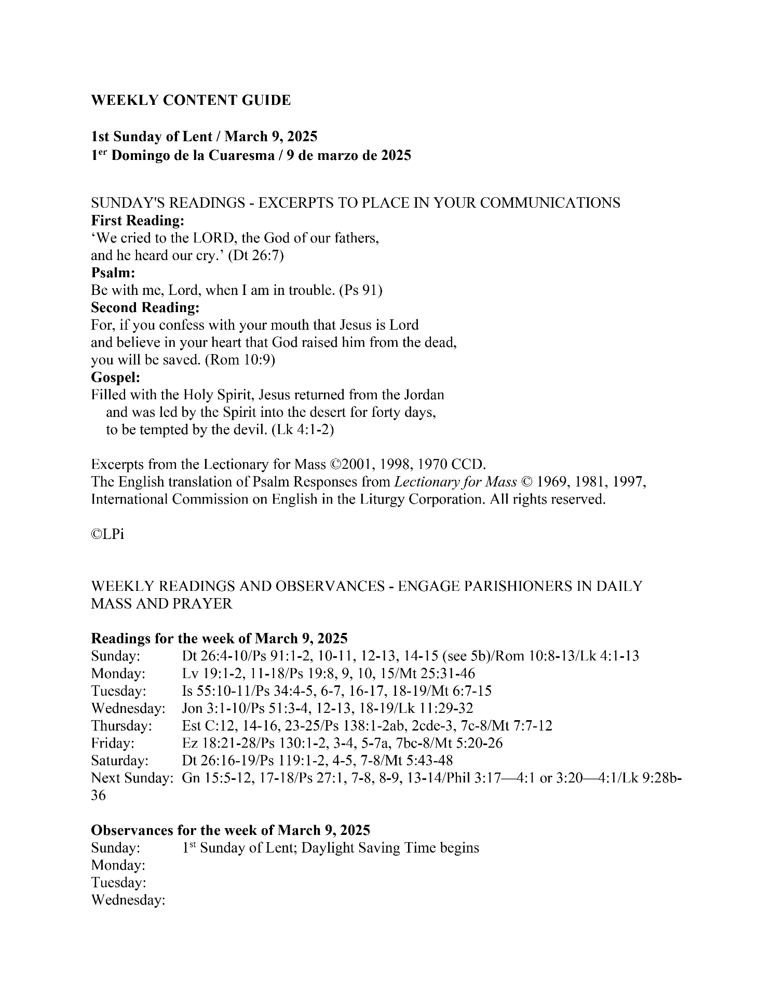 WEEKLY CONTENT GUIDE
1st Sunday of Lent / March 9, 2025
1er Domingo de la Cuaresma / 9 de marzo de 2025
SUNDAY'S READINGS - EXCERPTS TO PLACE IN YOUR COMMUNICATIONS
First Reading:
‘We cried to the LORD, the God of our fathers,
and he heard our cry.’ (Dt 26:7)
Psalm:
Be with me, Lord, when I am in trouble. (Ps 91)
Second Reading:
For, if you confess with your mouth that Jesus is Lord
and believe in your heart that God raised him from the dead,
you will be saved. (Rom 10:9)
Gospel:
Filled with the Holy Spirit, Jesus returned from the Jordan
and was led by the Spirit into the desert for forty days,
to be tempted by the devil. (Lk 4:1-2)
Excerpts from the Lectionary for Mass ©2001, 1998, 1970 CCD.
The English translation of Psalm Responses from Lectionary for Mass © 1969, 1981, 1997,
International Commission on English in the Liturgy Corporation. All rights reserved.
©LPi
WEEKLY READINGS AND OBSERVANCES - ENGAGE PARISHIONERS IN DAILY
MASS AND PRAYER
Readings for the week of March 9, 2025
Sunday: Dt 26:4-10/Ps 91:1-2, 10-11, 12-13, 14-15 (see 5b)/Rom 10:8-13/Lk 4:1-13
Monday: Lv 19:1-2, 11-18/Ps 19:8, 9, 10, 15/Mt 25:31-46
Tuesday: Is 55:10-11/Ps 34:4-5, 6-7, 16-17, 18-19/Mt 6:7-15
Wednesday: Jon 3:1-10/Ps 51:3-4, 12-13, 18-19/Lk 11:29-32
Thursday: Est C:12, 14-16, 23-25/Ps 138:1-2ab, 2cde-3, 7c-8/Mt 7:7-12
Friday: Ez 18:21-28/Ps 130:1-2, 3-4, 5-7a, 7bc-8/Mt 5:20-26
Saturday: Dt 26:16-19/Ps 119:1-2, 4-5, 7-8/Mt 5:43-48
Next Sunday: Gn 15:5-12, 17-18/Ps 27:1, 7-8, 8-9, 13-14/Phil 3:17—4:1 or 3:20—4:1/Lk 9:28b-
36
Observances for the week of March 9, 2025
Sunday: 1st Sunday of Lent; Daylight Saving Time begins
Monday:
Tuesday:
Wednesday: